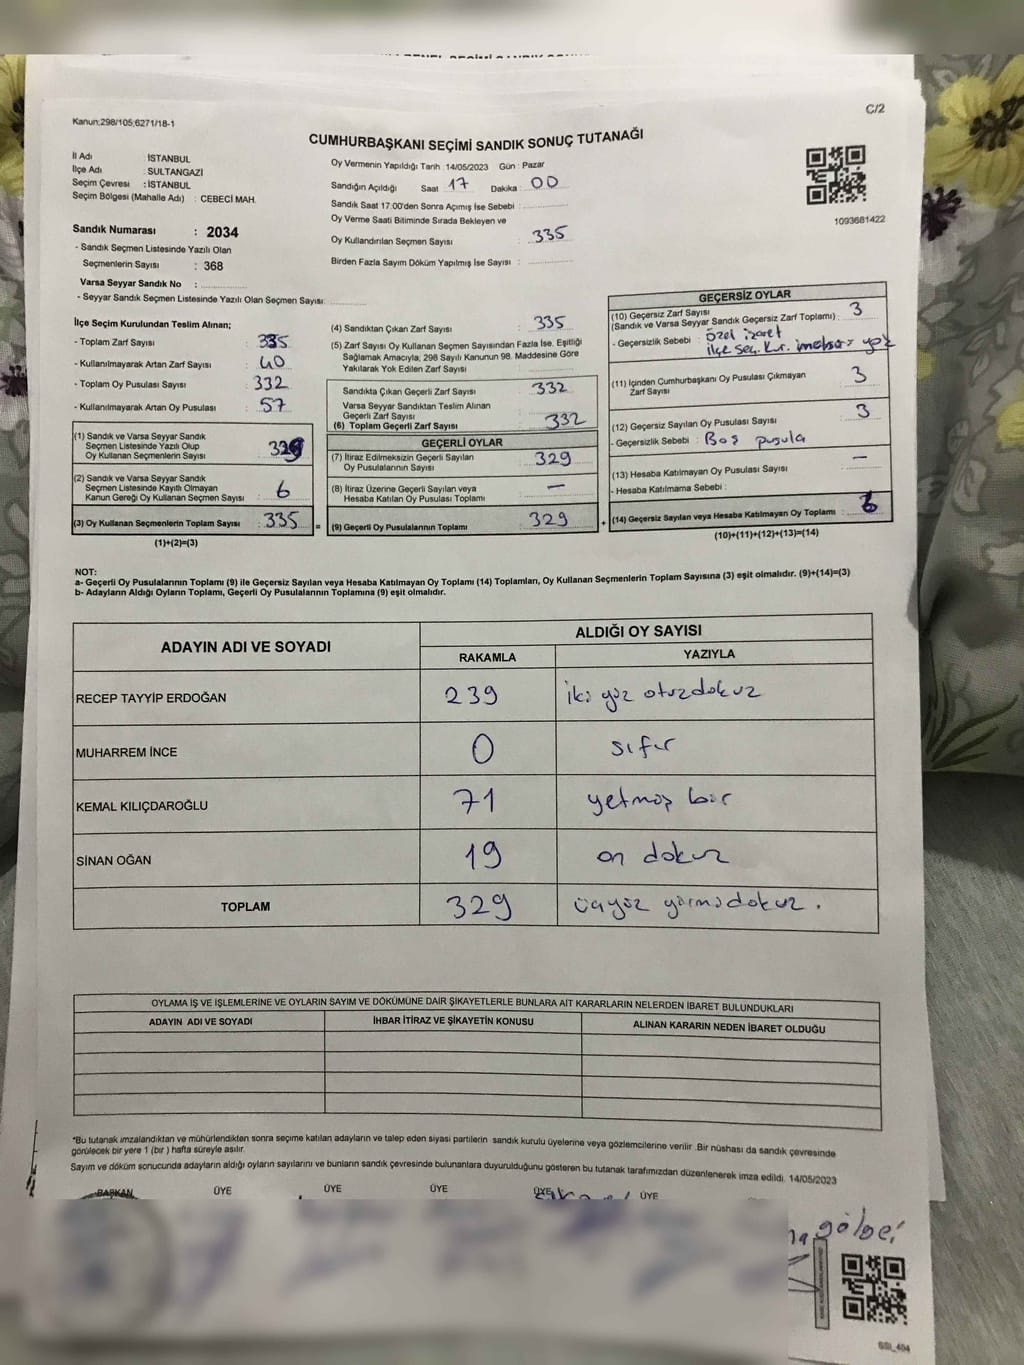 C/2
Kanun;298/105;6271/18-1
CUMHURBAŞKANI SEÇİMİ SANDIK SONUÇ TUTANAĞI
İl Adı : İSTANBUL
İlçe Adı : SULTANGAZİ
Seçim Çevresi : İSTANBUL
Seçim Bölgesi (Mahalle Adı) : CEBECİ MAH.
Sandık Numarası : 2034
- Sandık Seçmen Listesinde Yazılı Olan
Seçmenlerin Sayısı : 368
Varsa Seyyar Sandık No :
- Seyyar Sandık Seçmen Listesinde Yazılı Olan Seçmen Sayısı:
Oy Vermenin Yapıldığı Tarih :14/05/2023 Gün : Pazar
Sandığın Açıldığı Saat 17 Dakika : 00
Sandık Saat 17:00'den Sonra Açımış İse Sebebi :
Oy Verme Saati Bitiminde Sırada Bekleyen ve
Oy Kullandırılan Seçmen Sayısı : 335
Birden Fazla Sayım Döküm Yapılmış İse Sayısı :
1093681422
İlçe Seçim Kurulundan Teslim Alınan;
- Toplam Zarf Sayısı : 335
- Kullanılmayarak Artan Zarf Sayısı : 40
- Toplam Oy Pusulası Sayısı : 332
- Kullanılmayarak Artan Oy Pusulası : 57
(1) Sandık ve Varsa Seyyar Sandık
Seçmen Listesinde Yazılı Olup
Oy Kullanan Seçmenlerin Sayısı : 329
(2) Sandık ve Varsa Seyyar Sandık
Seçmen Listesinde Kayıtlı Olmayan
Kanun Gereği Oy Kullanan Seçmen Sayısı : 6
(3) Oy Kullanan Seçmenlerin Toplam Sayısı : 335 =
(1)+(2)=(3)
(4) Sandıktan Çıkan Zarf Sayısı : 335
(5) Zarf Sayısı Oy Kullanan Seçmen Sayısından Fazla İse, Eşitliği
Sağlamak Amacıyla; 298 Sayılı Kanunun 98. Maddesine Göre
Yakılarak Yok Edilen Zarf Sayısı :
Sandıkta Çıkan Geçerli Zarf Sayısı : 332
Varsa Seyyar Sandıktan Teslim Alınan
Geçerli Zarf Sayısı
(6) Toplam Geçerli Zarf Sayısı : 332
GEÇERLİ OYLAR
(7) İtiraz Edilmeksizin Geçerli Sayılan
Oy Pusulalarının Sayısı : 329
(8) İtiraz Üzerine Geçerli Sayılan veya
Hesaba Katılan Oy Pusulası Toplamı : —
(9) Geçerli Oy Pusulalarının Toplamı : 329 +
GEÇERSİZ OYLAR
(10) Geçersiz Zarf Sayısı
(Sandık ve Varsa Seyyar Sandık Geçersiz Zarf Toplamı) : 3
- Geçersizlik Sebebi : özel işaret
ilçe seç. kur. mühürü yok
(11) İçinden Cumhurbaşkanı Oy Pusulası Çıkmayan
Zarf Sayısı : 3
(12) Geçersiz Sayılan Oy Pusulası Sayısı : 3
- Geçersizlik Sebebi : Boş pusula
(13) Hesaba Katılmayan Oy Pusulası Sayısı : —
- Hesaba Katılmama Sebebi :
(14) Geçersiz Sayılan veya Hesaba Katılmayan Oy Toplamı : 6
(10)+(11)+(12)+(13)=(14)
NOT:
a- Geçerli Oy Pusulalarının Toplamı (9) ile Geçersiz Sayılan veya Hesaba Katılmayan Oy Toplamı (14) Toplamları, Oy Kullanan Seçmenlerin Toplam Sayısına (3) eşit olmalıdır. (9)+(14)=(3)
b- Adayların Aldığı Oyların Toplamı, Geçerli Oy Pusulalarının Toplamına (9) eşit olmalıdır.
ADAYIN ADI VE SOYADI ALDIĞI OY SAYISI
RAKAMLA YAZIYLA
RECEP TAYYİP ERDOĞAN 239 iki yüz otuzdokuz
MUHARREM İNCE 0 sıfır
KEMAL KILIÇDAROĞLU 71 yetmiş bir
SİNAN OĞAN 19 on dokuz
TOPLAM 329 üçyüz yirmidokuz.
OYLAMA İŞ VE İŞLEMLERİNE VE OYLARIN SAYIM VE DÖKÜMÜNE DAİR ŞİKAYETLERLE BUNLARA AİT KARARLARIN NELERDEN İBARET BULUNDUKLARI
ADAYIN ADI VE SOYADI İHBAR İTİRAZ VE ŞİKAYETİN KONUSU ALINAN KARARIN NEDEN İBARET OLDUĞU
*Bu tutanak imzalandıktan ve mühürlendikten sonra seçime katılan adayların ve talep eden siyasi partilerin sandık kurulu üyelerine veya gözlemcilerine verilir. Bir nüshası da sandık çevresinde
görülecek bir yere 1 (bir ) hafta süreyle asılır.
Sayım ve döküm sonucunda adayların aldığı oyların sayılarını ve bunların sandık çevresinde bulunanlara duyurulduğunu gösteren bu tutanak tarafımızdan düzenlenerek imza edildi. 14/05/2023
BAŞKAN ÜYE ÜYE ÜYE ÜYE ÜYE
SSL_404